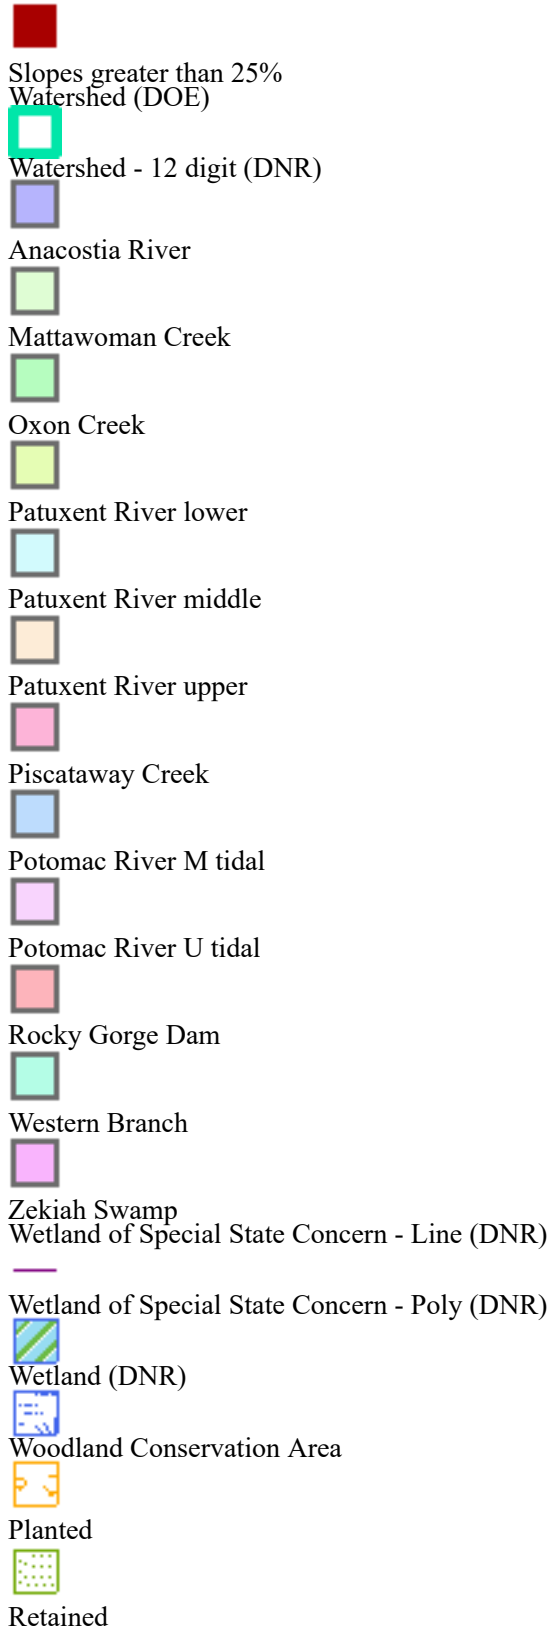 Slopes greater than 25%
Watershed (DOE)
Watershed - 12 digit (DNR)
Anacostia River
Mattawoman Creek
Oxon Creek
Patuxent River lower
Patuxent River middle
Patuxent River upper
Piscataway Creek
Potomac River M tidal
Potomac River U tidal
Rocky Gorge Dam
Western Branch
Zekiah Swamp
Wetland of Special State Concern - Line (DNR)
Wetland of Special State Concern - Poly (DNR)
Wetland (DNR)
Woodland Conservation Area
Planted
Retained